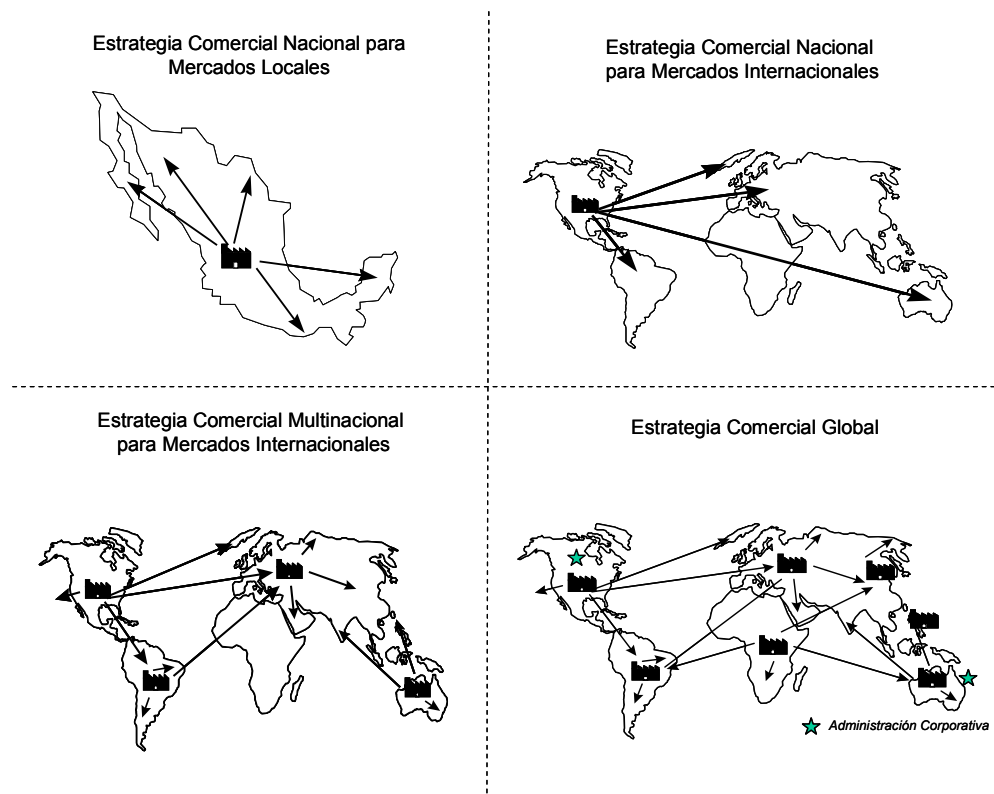 Estrategia Comercial Nacional para
Mercados Locales
Estrategia Comercial Nacional
para Mercados Internacionales
Estrategia Comercial Multinacional
para Mercados Internacionales
Estrategia Comercial Global
Administración Corporativa